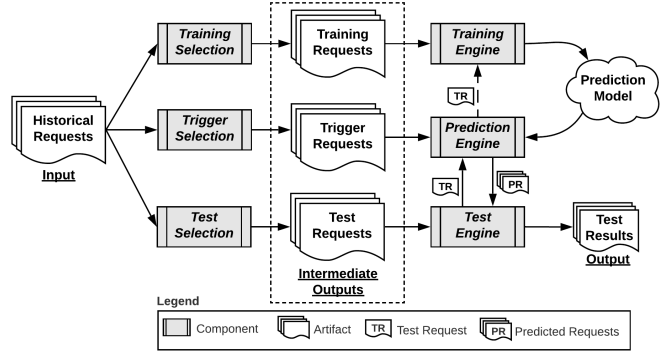 Training
Selection
Training
Requests
Training
Engine
TR
Prediction
Model
Historical
Requests
Input
Trigger
Selection
Trigger
Requests
Prediction
Engine
TR
PR
Test
Selection
Test
Requests
Test
Engine
Test
Results
Output
Intermediate
Outputs
Legend
Component
Artifact
TR
Test Request
PR
Predicted Requests